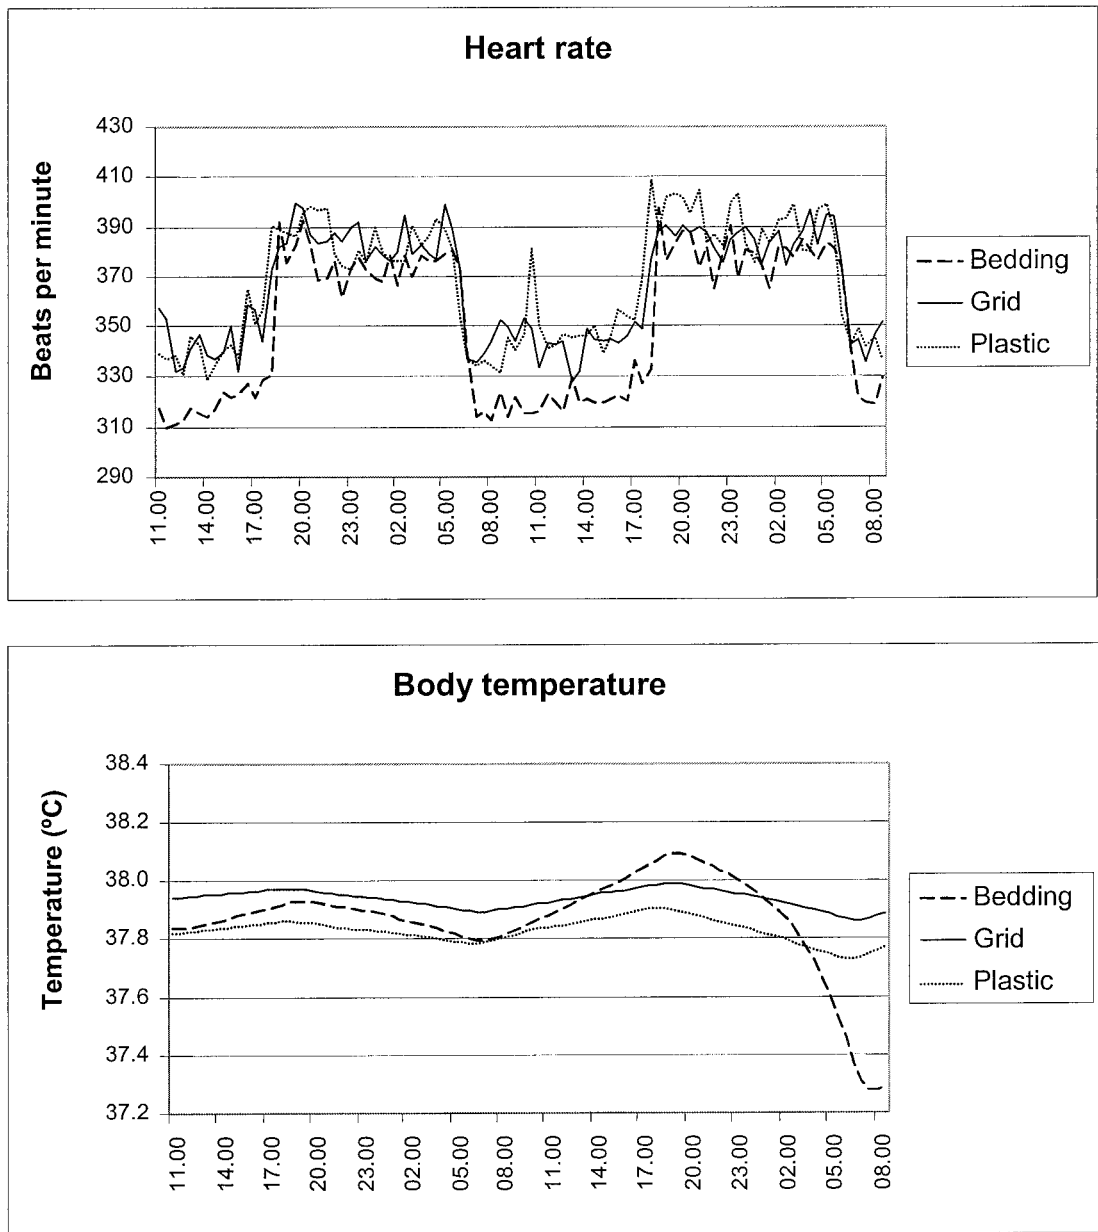 Heart rate
Beats per minute
430
410
390
370
350
330
310
290
11.00 14.00 17.00 20.00 23.00 02.00 05.00 08.00 11.00 14.00 17.00 20.00 23.00 02.00 05.00 08.00
Bedding
Grid
Plastic
Body temperature
Temperature (ºC)
38.4
38.2
38.0
37.8
37.6
37.4
37.2
11.00 14.00 17.00 20.00 23.00 02.00 05.00 08.00 11.00 14.00 17.00 20.00 23.00 02.00 05.00 08.00
Bedding
Grid
Plastic